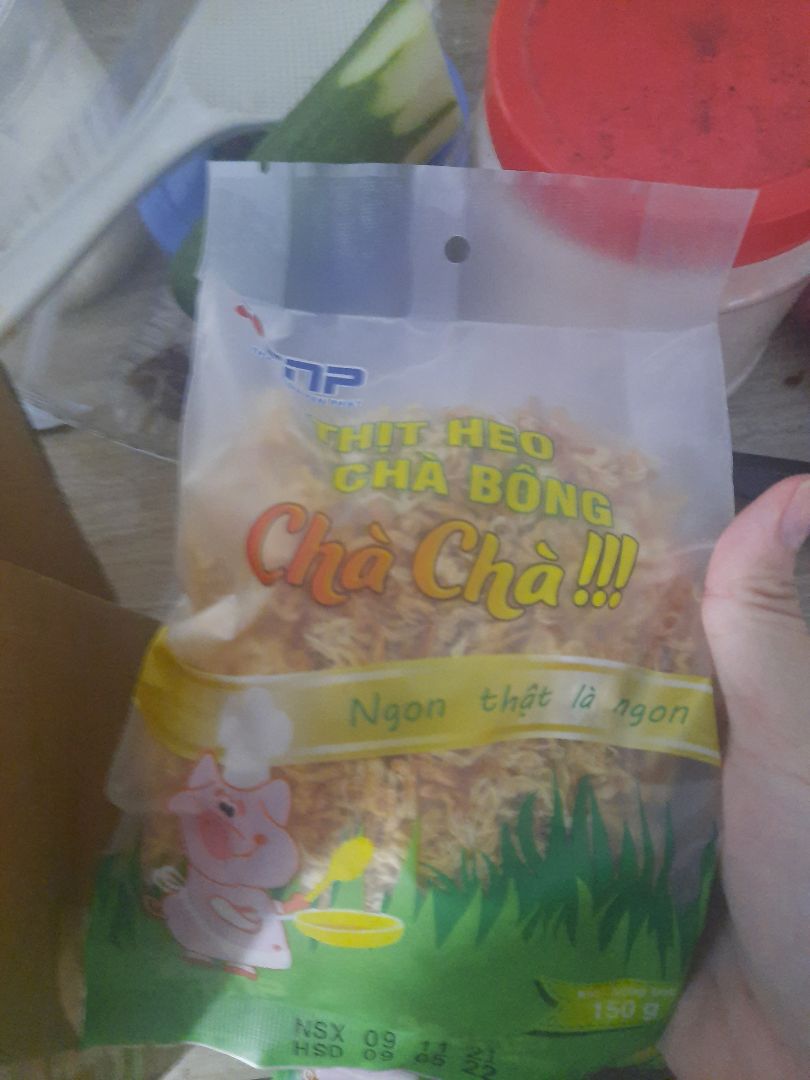 NP
THỊT HEO
CHÀ BÔNG
Chà Chà!!!
Ngon thật là ngon
150 g
NSX 09 11 21
HSD 09 05 22